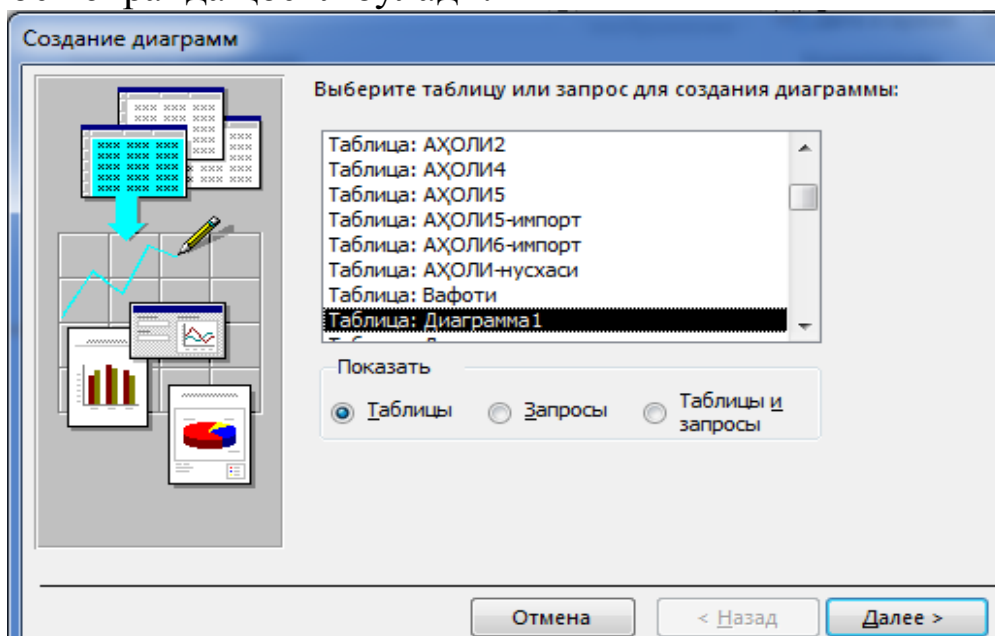 Создание диаграмм
Выберите таблицу или запрос для создания диаграммы:
Таблица: АҲОЛИ2
Таблица: АҲОЛИ4
Таблица: АҲОЛИ5
Таблица: АҲОЛИ5-импорт
Таблица: АҲОЛИ6-импорт
Таблица: АҲОЛИ-нусхаси
Таблица: Вафоти
Таблица: Диаграмма1
Показать
Таблицы Запросы Таблицы и запросы
Отмена < Назад Далее >